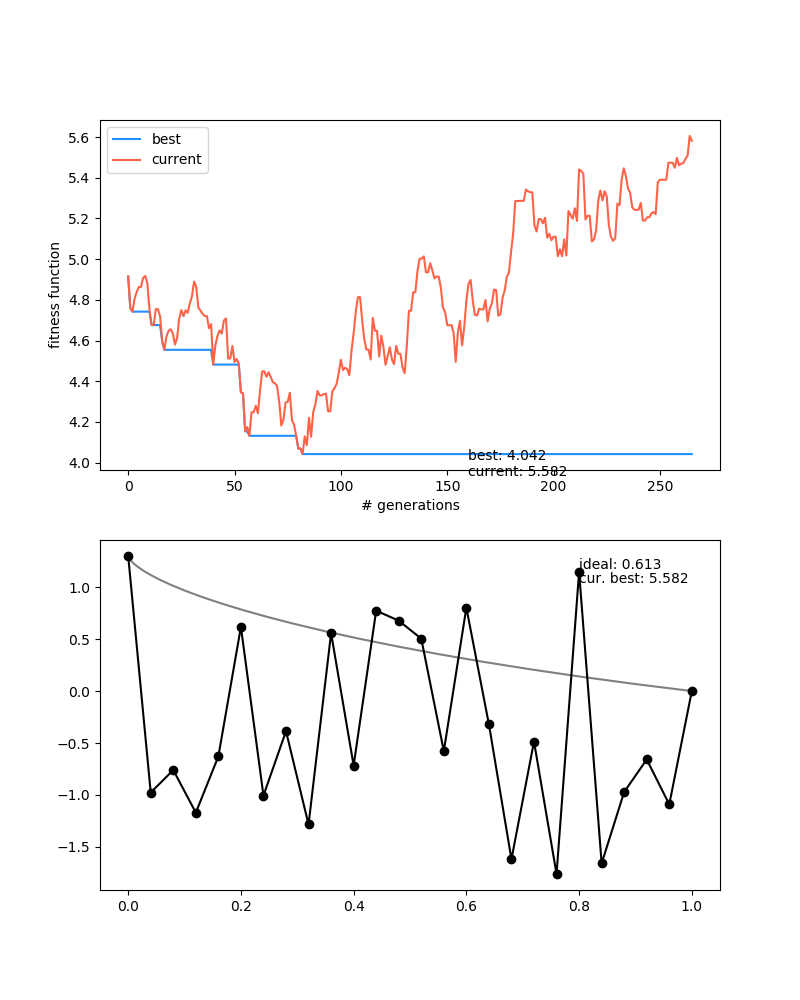 best
current
5.6
5.4
5.2
5.0
4.8
4.6
4.4
4.2
4.0
fitness function
best: 4.042
current: 5.582
0 50 100 150 200 250
# generations
ideal: 0.613
cur. best: 5.582
1.0
0.5
0.0
−0.5
−1.0
−1.5
0.0 0.2 0.4 0.6 0.8 1.0